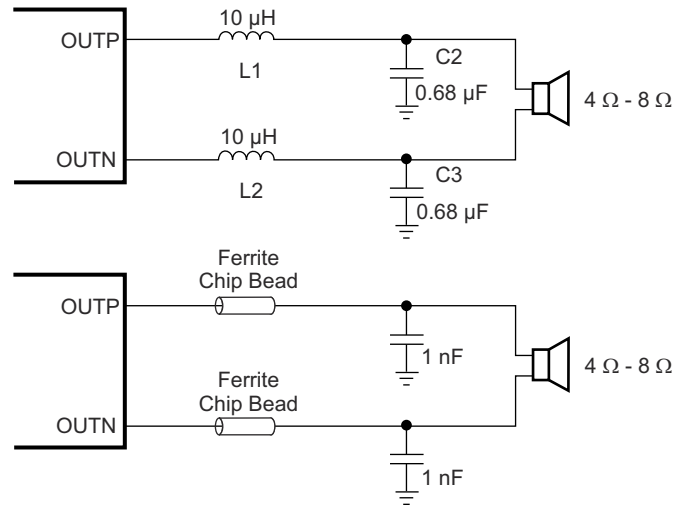 10 µH
OUTP
L1
C2
0.68 µF
4 Ω - 8 Ω
10 µH
OUTN
L2
C3
0.68 µF
Ferrite
Chip Bead
OUTP
1 nF
4 Ω - 8 Ω
Ferrite
Chip Bead
OUTN
1 nF